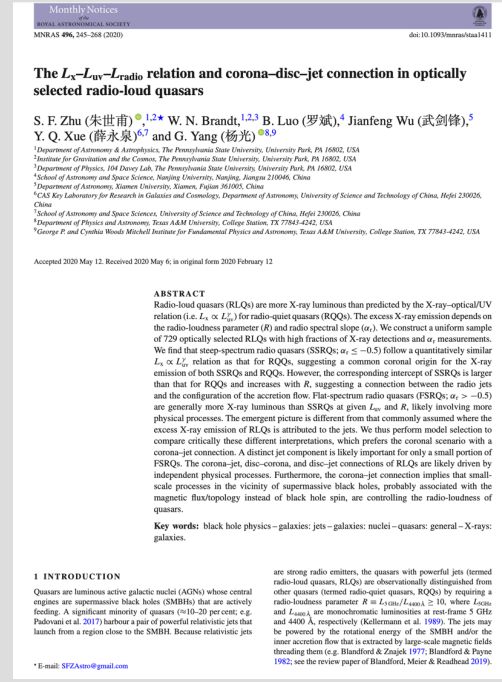 Monthly Notices
of the
ROYAL ASTRONOMICAL SOCIETY
MNRAS 496, 245–268 (2020)
doi:10.1093/mnras/staa1411
The Lx–Luv–Lradio relation and corona–disc–jet connection in optically
selected radio-loud quasars
S. F. Zhu (朱世甫) ,1,2★ W. N. Brandt,1,2,3 B. Luo (罗斌),4 Jianfeng Wu (武剑锋),5
Y. Q. Xue (薛永泉)6,7 and G. Yang (杨光) 8,9
1Department of Astronomy & Astrophysics, The Pennsylvania State University, University Park, PA 16802, USA
2Institute for Gravitation and the Cosmos, The Pennsylvania State University, University Park, PA 16802, USA
3Department of Physics, 104 Davey Lab, The Pennsylvania State University, University Park, PA 16802, USA
4School of Astronomy and Space Science, Nanjing University, Nanjing, Jiangsu 210046, China
5Department of Astronomy, Xiamen University, Xiamen, Fujian 361005, China
6CAS Key Laboratory for Research in Galaxies and Cosmology, Department of Astronomy, University of Science and Technology of China, Hefei 230026,
China
7School of Astronomy and Space Sciences, University of Science and Technology of China, Hefei 230026, China
8Department of Physics and Astronomy, Texas A&M University, College Station, TX 77843-4242, USA
9George P. and Cynthia Woods Mitchell Institute for Fundamental Physics and Astronomy, Texas A&M University, College Station, TX 77843-4242, USA
Accepted 2020 May 12. Received 2020 May 6; in original form 2020 February 12
ABSTRACT
Radio-loud quasars (RLQs) are more X-ray luminous than predicted by the X-ray–optical/UV
relation (i.e. Lx ∝ Lγuv) for radio-quiet quasars (RQQs). The excess X-ray emission depends on
the radio-loudness parameter (R) and radio spectral slope (αr). We construct a uniform sample
of 729 optically selected RLQs with high fractions of X-ray detections and αr measurements.
We find that steep-spectrum radio quasars (SSRQs; αr ≤ −0.5) follow a quantitatively similar
Lx ∝ Lγuv relation as that for RQQs, suggesting a common coronal origin for the X-ray
emission of both SSRQs and RQQs. However, the corresponding intercept of SSRQs is larger
than that for RQQs and increases with R, suggesting a connection between the radio jets
and the configuration of the accretion flow. Flat-spectrum radio quasars (FSRQs; αr > −0.5)
are generally more X-ray luminous than SSRQs at given Luv and R, likely involving more
physical processes. The emergent picture is different from that commonly assumed where the
excess X-ray emission of RLQs is attributed to the jets. We thus perform model selection to
compare critically these different interpretations, which prefers the coronal scenario with a
corona–jet connection. A distinct jet component is likely important for only a small portion of
FSRQs. The corona–jet, disc–corona, and disc–jet connections of RLQs are likely driven by
independent physical processes. Furthermore, the corona–jet connection implies that small-
scale processes in the vicinity of supermassive black holes, probably associated with the
magnetic flux/topology instead of black hole spin, are controlling the radio-loudness of
quasars.
Key words: black hole physics – galaxies: jets – galaxies: nuclei – quasars: general – X-rays:
galaxies.
1 INTRODUCTION
Quasars are luminous active galactic nuclei (AGNs) whose central
engines are supermassive black holes (SMBHs) that are actively
feeding. A significant minority of quasars (≈10–20 per cent; e.g.
Padovani et al. 2017) harbour a pair of powerful relativistic jets that
launch from a region close to the SMBH. Because relativistic jets
★ E-mail: SFZAstro@gmail.com
are strong radio emitters, the quasars with powerful jets (termed
radio-loud quasars, RLQs) are observationally distinguished from
other quasars (termed radio-quiet quasars, RQQs) by requiring a
radio-loudness parameter R ≡ L5 GHz/L4400 Å ≥ 10, where L5GHz
and L4400 Å are monochromatic luminosities at rest-frame 5 GHz
and 4400 Å, respectively (Kellermann et al. 1989). The jets may
be powered by the rotational energy of the SMBH and/or the
inner accretion flow that is extracted by large-scale magnetic fields
threading them (e.g. Blandford & Znajek 1977; Blandford & Payne
1982; see the review paper of Blandford, Meier & Readhead 2019).